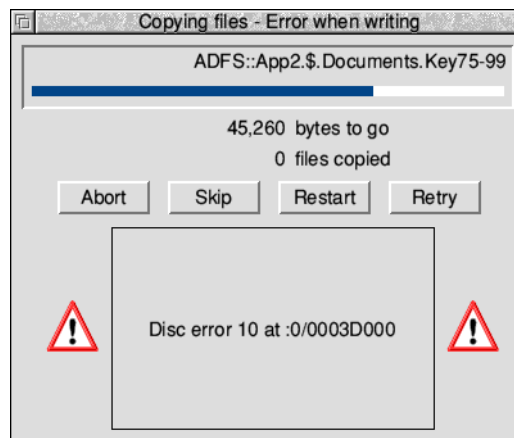 Copying files - Error when writing
ADFS::App2.$.Documents.Key75-99
45,260 bytes to go
0 files copied
Abort Skip Restart Retry
Disc error 10 at :0/0003D000